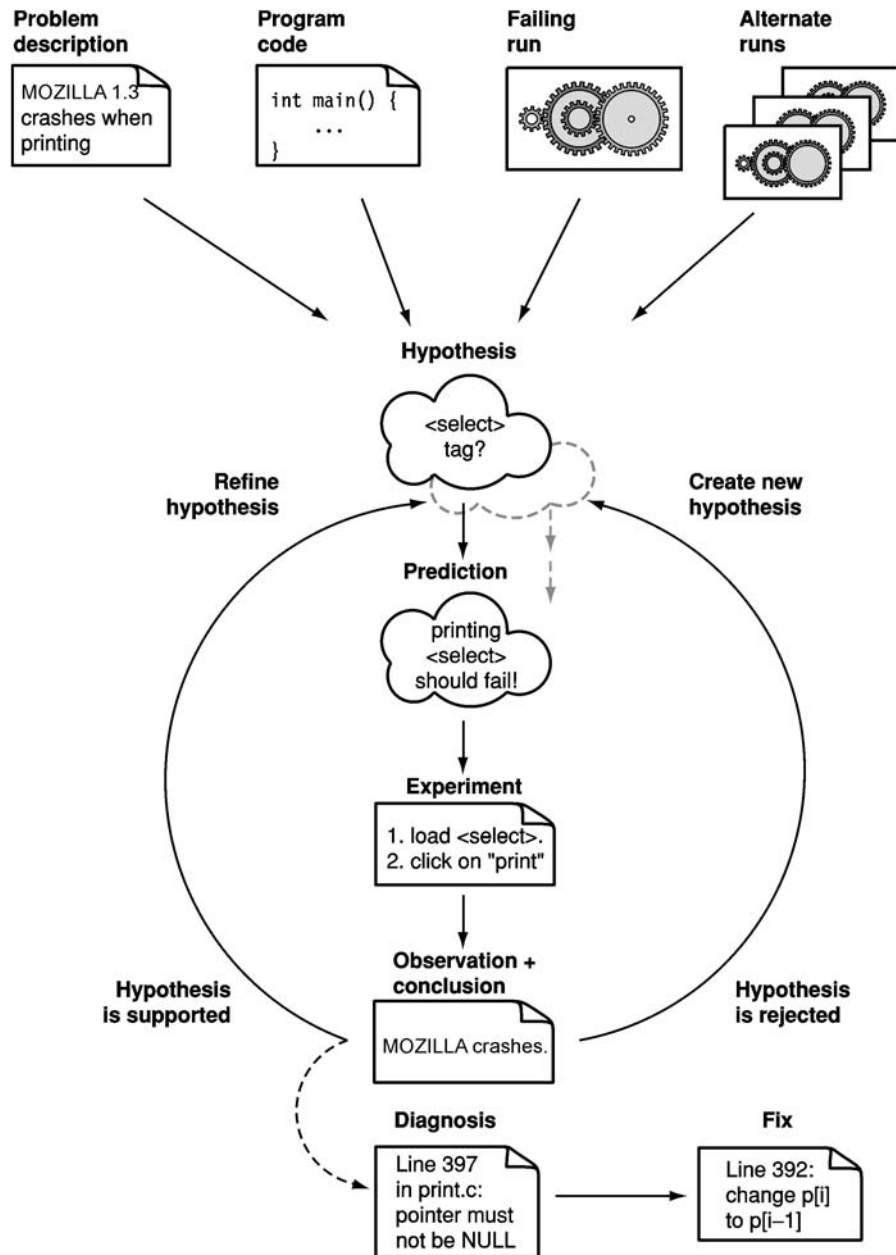 Problem
description
MOZILLA 1.3
crashes when
printing
Program
code
int main() {
...
}
Failing
run
Alternate
runs
Hypothesis
<select>
tag?
Refine
hypothesis
Create new
hypothesis
Prediction
printing
<select>
should fail!
Experiment
1. load <select>.
2. click on "print"
Observation +
conclusion
MOZILLA crashes.
Hypothesis
is supported
Hypothesis
is rejected
Diagnosis
Line 397
in print.c:
pointer must
not be NULL
Fix
Line 392:
change p[i]
to p[i–1]